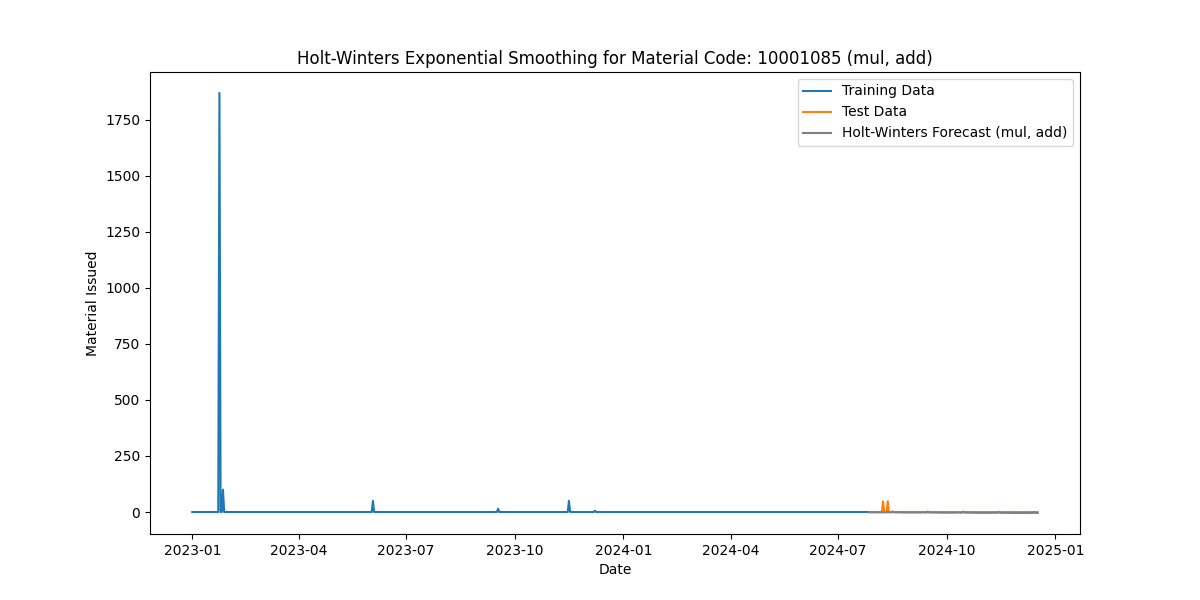 Holt-Winters Exponential Smoothing for Material Code: 10001085 (mul, add)
Training Data
Test Data
Holt-Winters Forecast (mul, add)
Material Issued
1750
1500
1250
1000
750
500
250
0
2023-01 2023-04 2023-07 2023-10 2024-01 2024-04 2024-07 2024-10 2025-01
Date